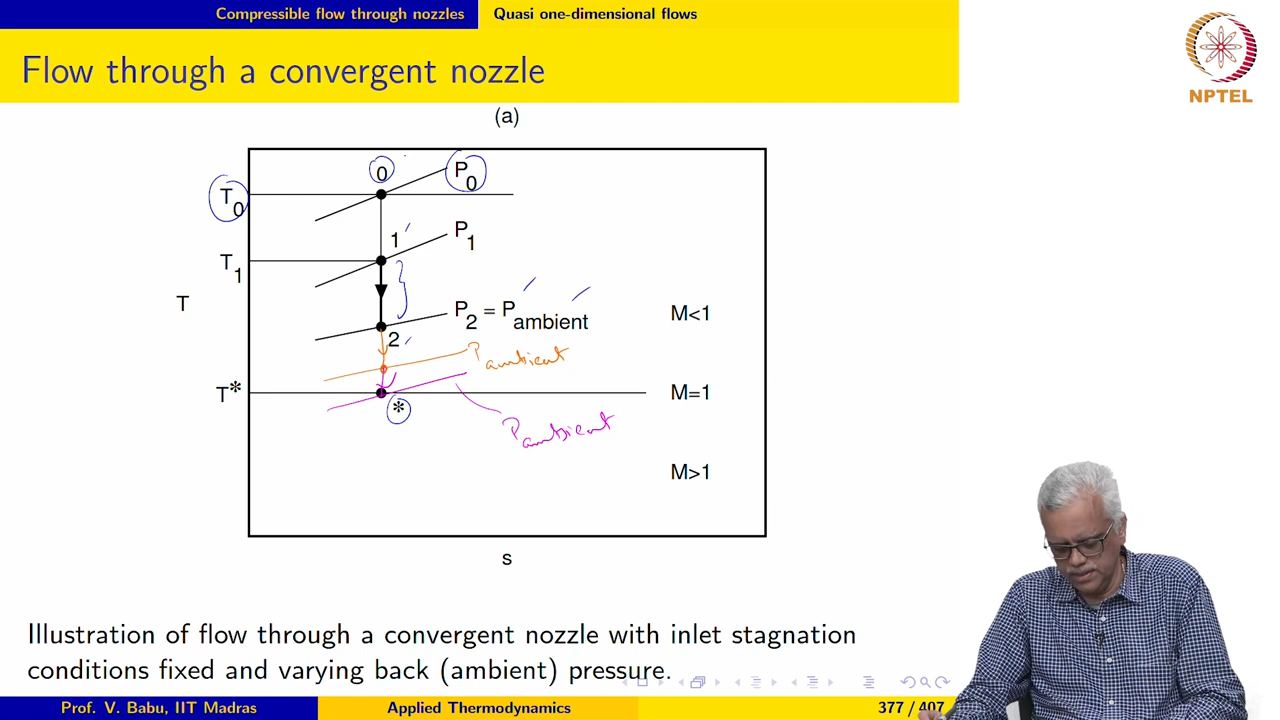 Compressible flow through nozzles Quasi one-dimensional flows
Flow through a convergent nozzle
NPTEL
(a)
0 P0
T0
1 P1
T1
T
P2 = Pambient M<1
2
Pambient
T* M=1
*
Pambient
M>1
s
Illustration of flow through a convergent nozzle with inlet stagnation
conditions fixed and varying back (ambient) pressure.
Prof. V. Babu, IIT Madras Applied Thermodynamics 377 / 407